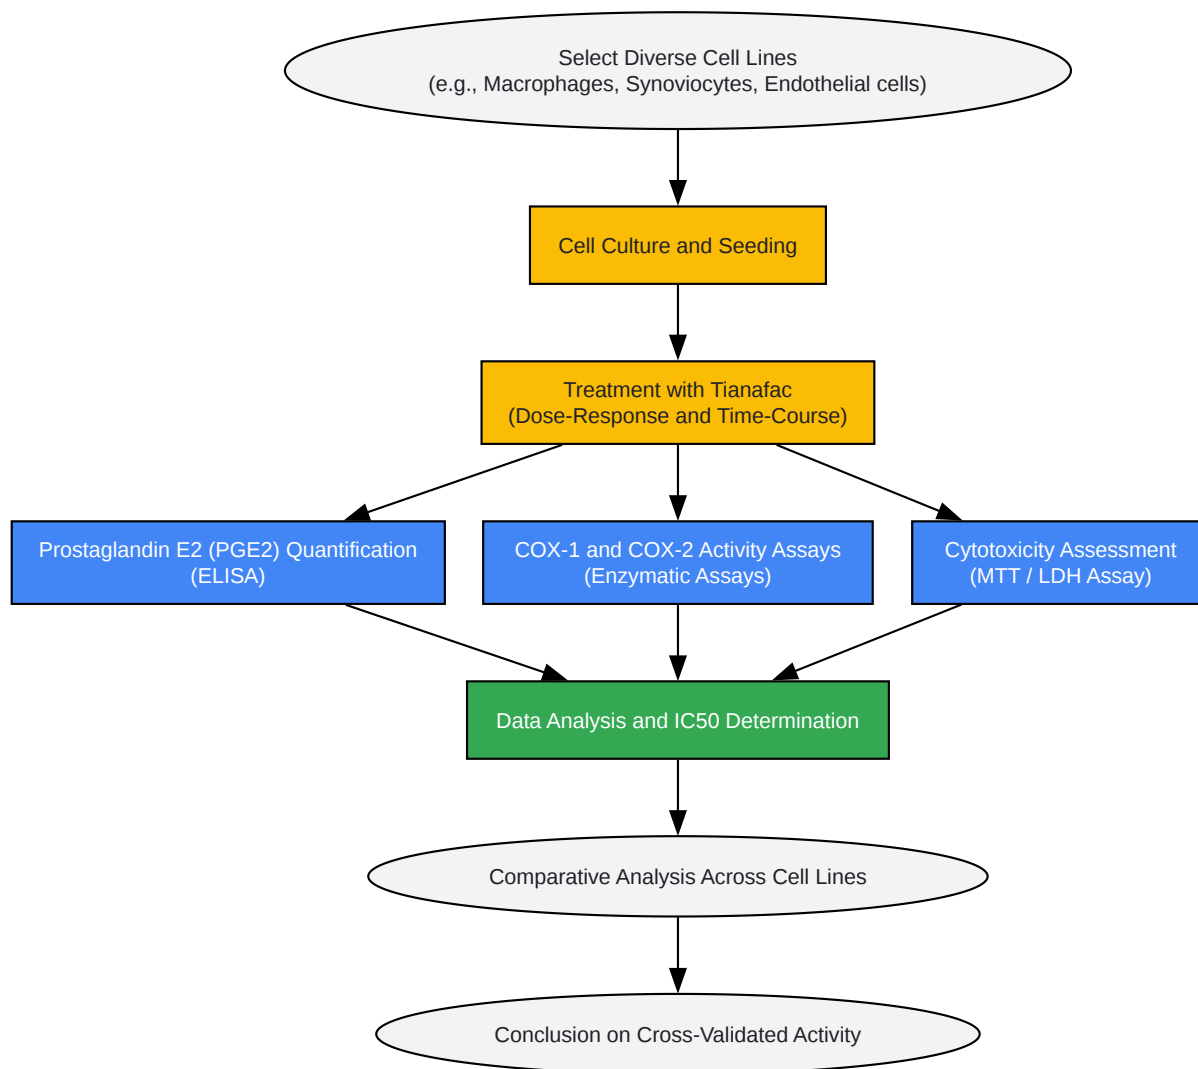 Select Diverse Cell Lines
(e.g., Macrophages, Synoviocytes, Endothelial cells)
Cell Culture and Seeding
Treatment with Tianafac
(Dose-Response and Time-Course)
Prostaglandin E2 (PGE2) Quantification
(ELISA)
COX-1 and COX-2 Activity Assays
(Enzymatic Assays)
Cytotoxicity Assessment
(MTT / LDH Assay)
Data Analysis and IC50 Determination
Comparative Analysis Across Cell Lines
Conclusion on Cross-Validated Activity